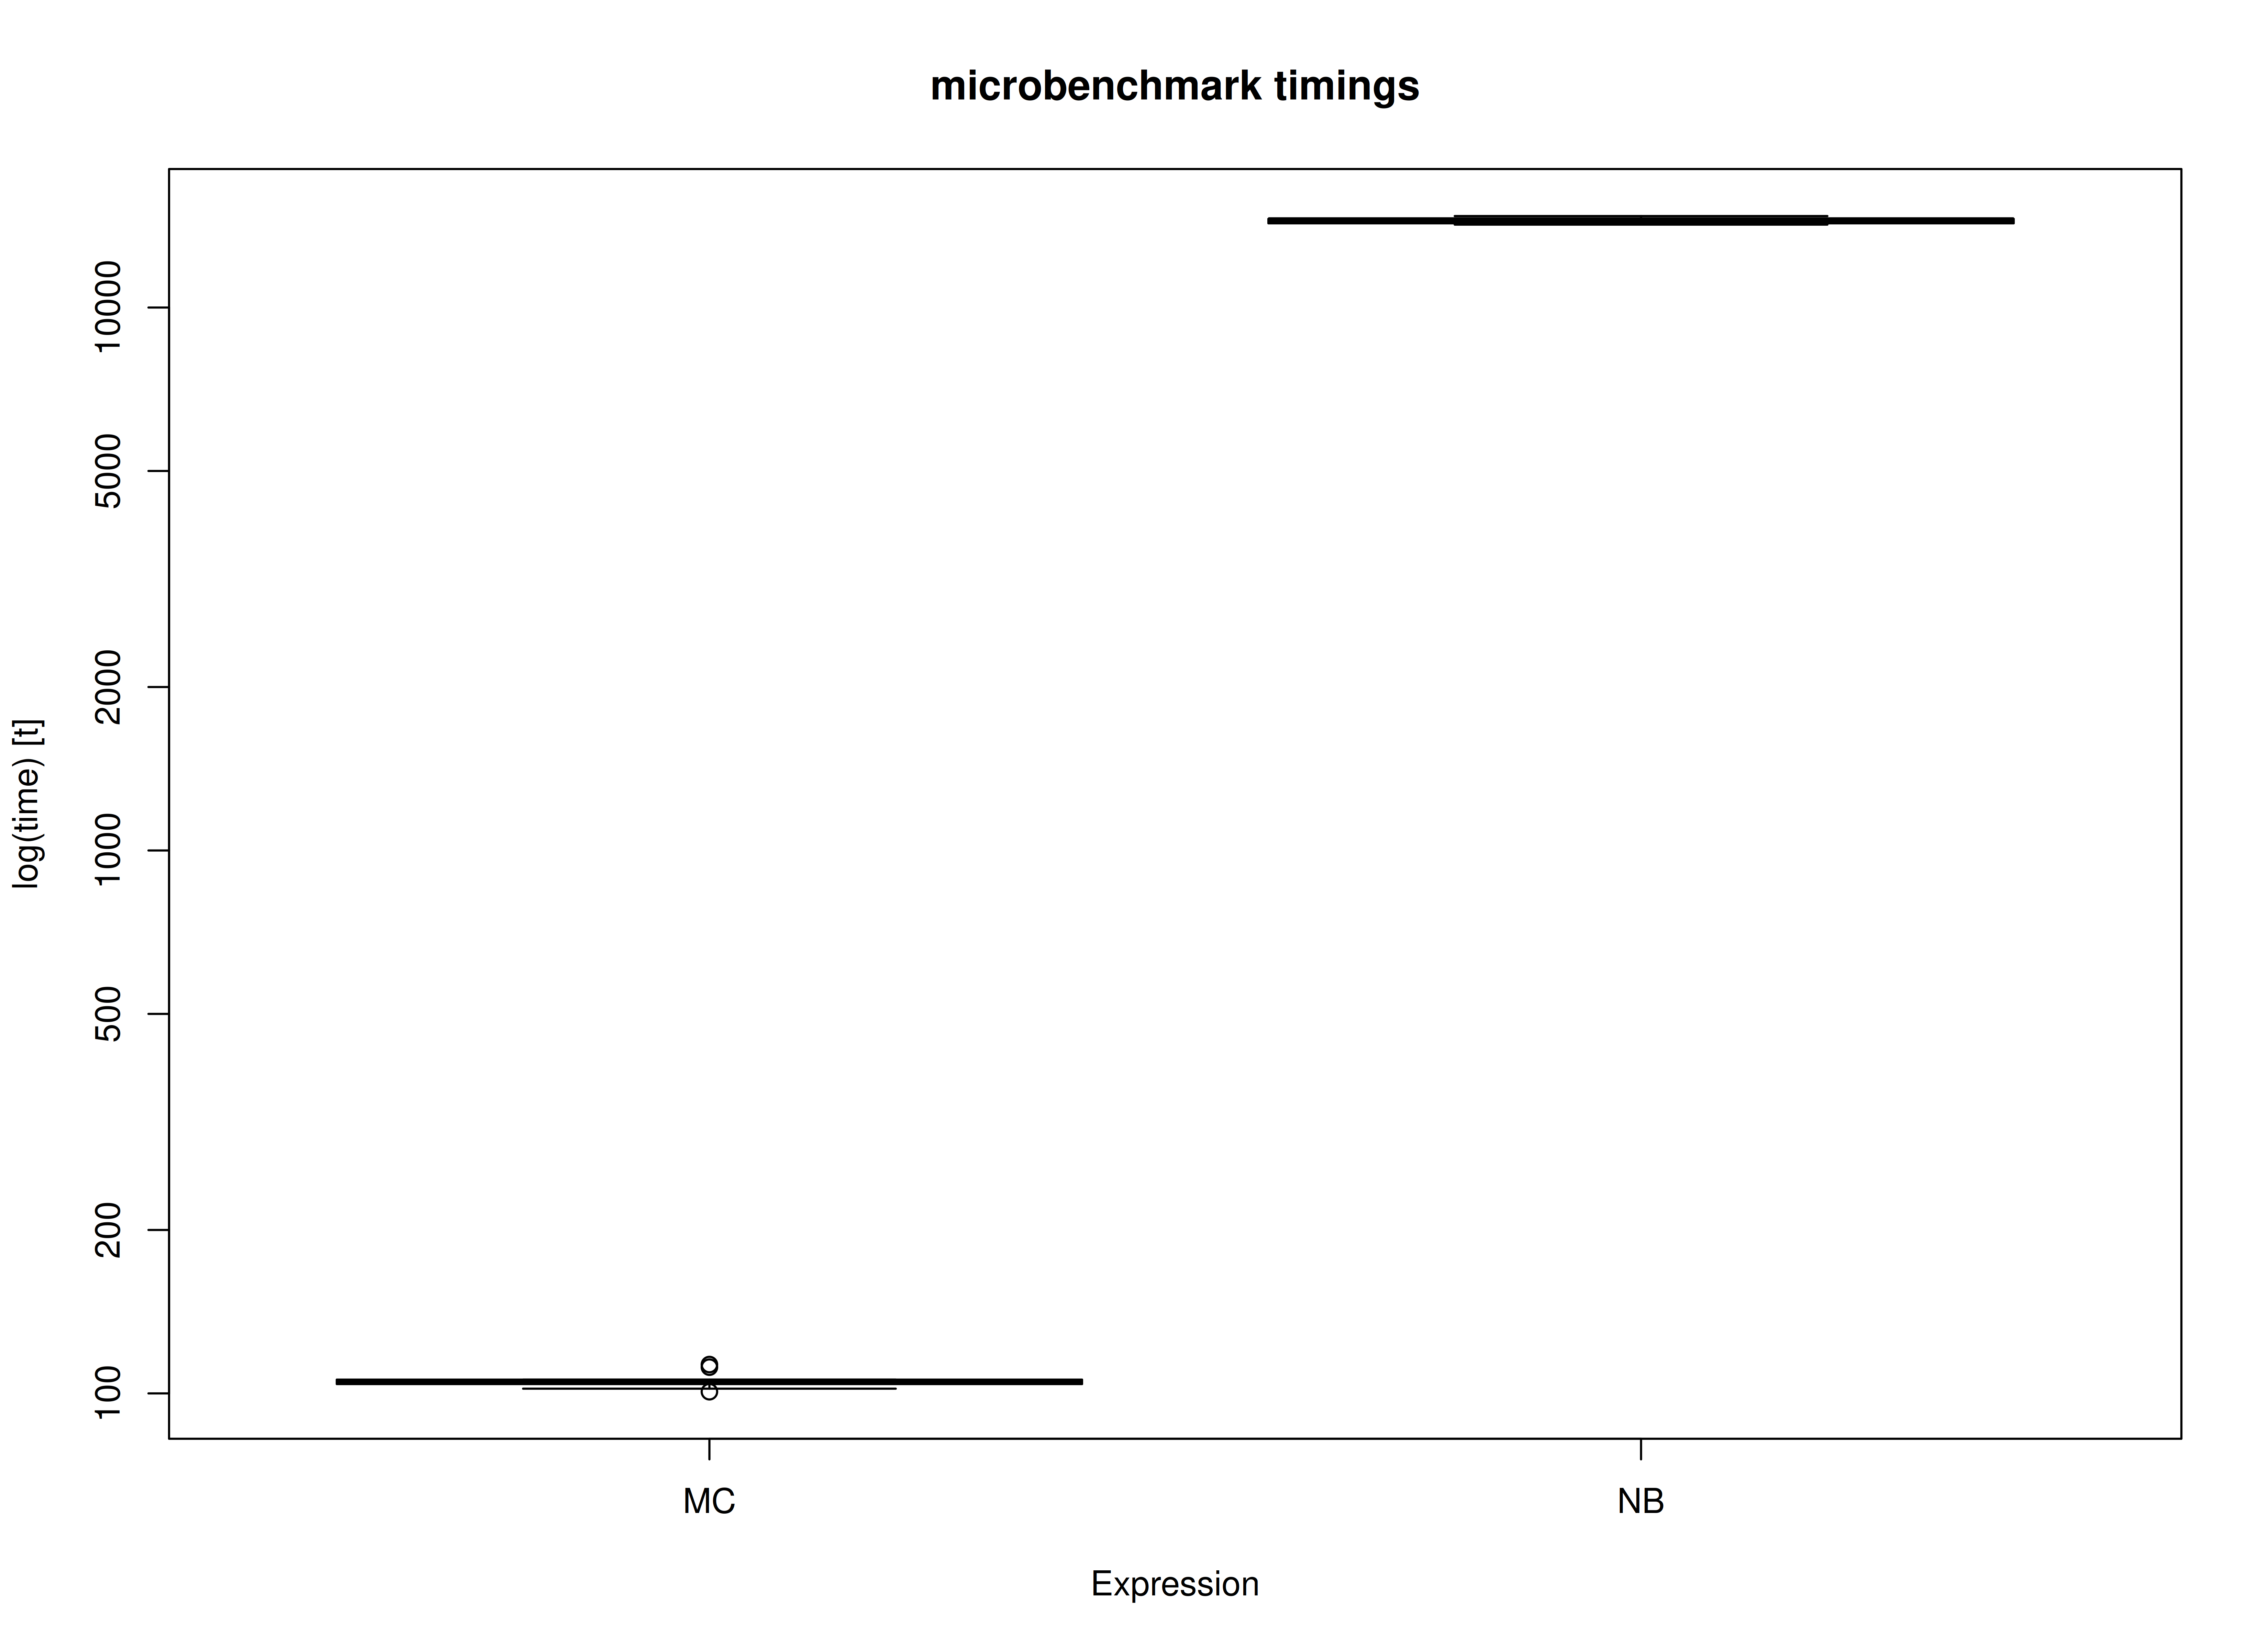 microbenchmark timings
log(time) [t]
10000
5000
2000
1000
500
200
100
MC
NB
Expression